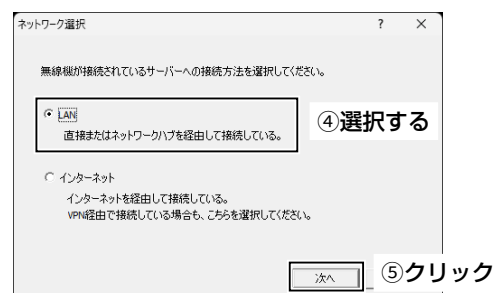 ネットワーク選択 ? ×
無線機が接続されているサーバーへの接続方法を選択してください。
LAN
直接またはネットワークハブを経由して接続している。
④選択する
インターネット
インターネットを経由して接続している。
VPN経由で接続している場合も、こちらを選択してください。
次へ
⑤クリック